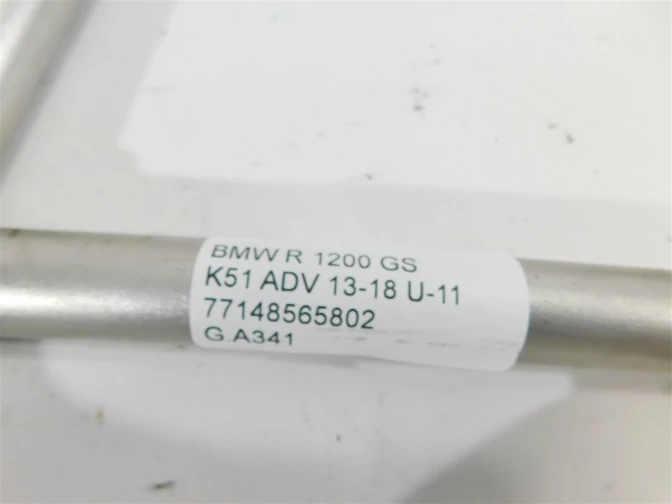 BMW R 1200 GS
K51 ADV 13-18 U-11
77148565802
G.A341